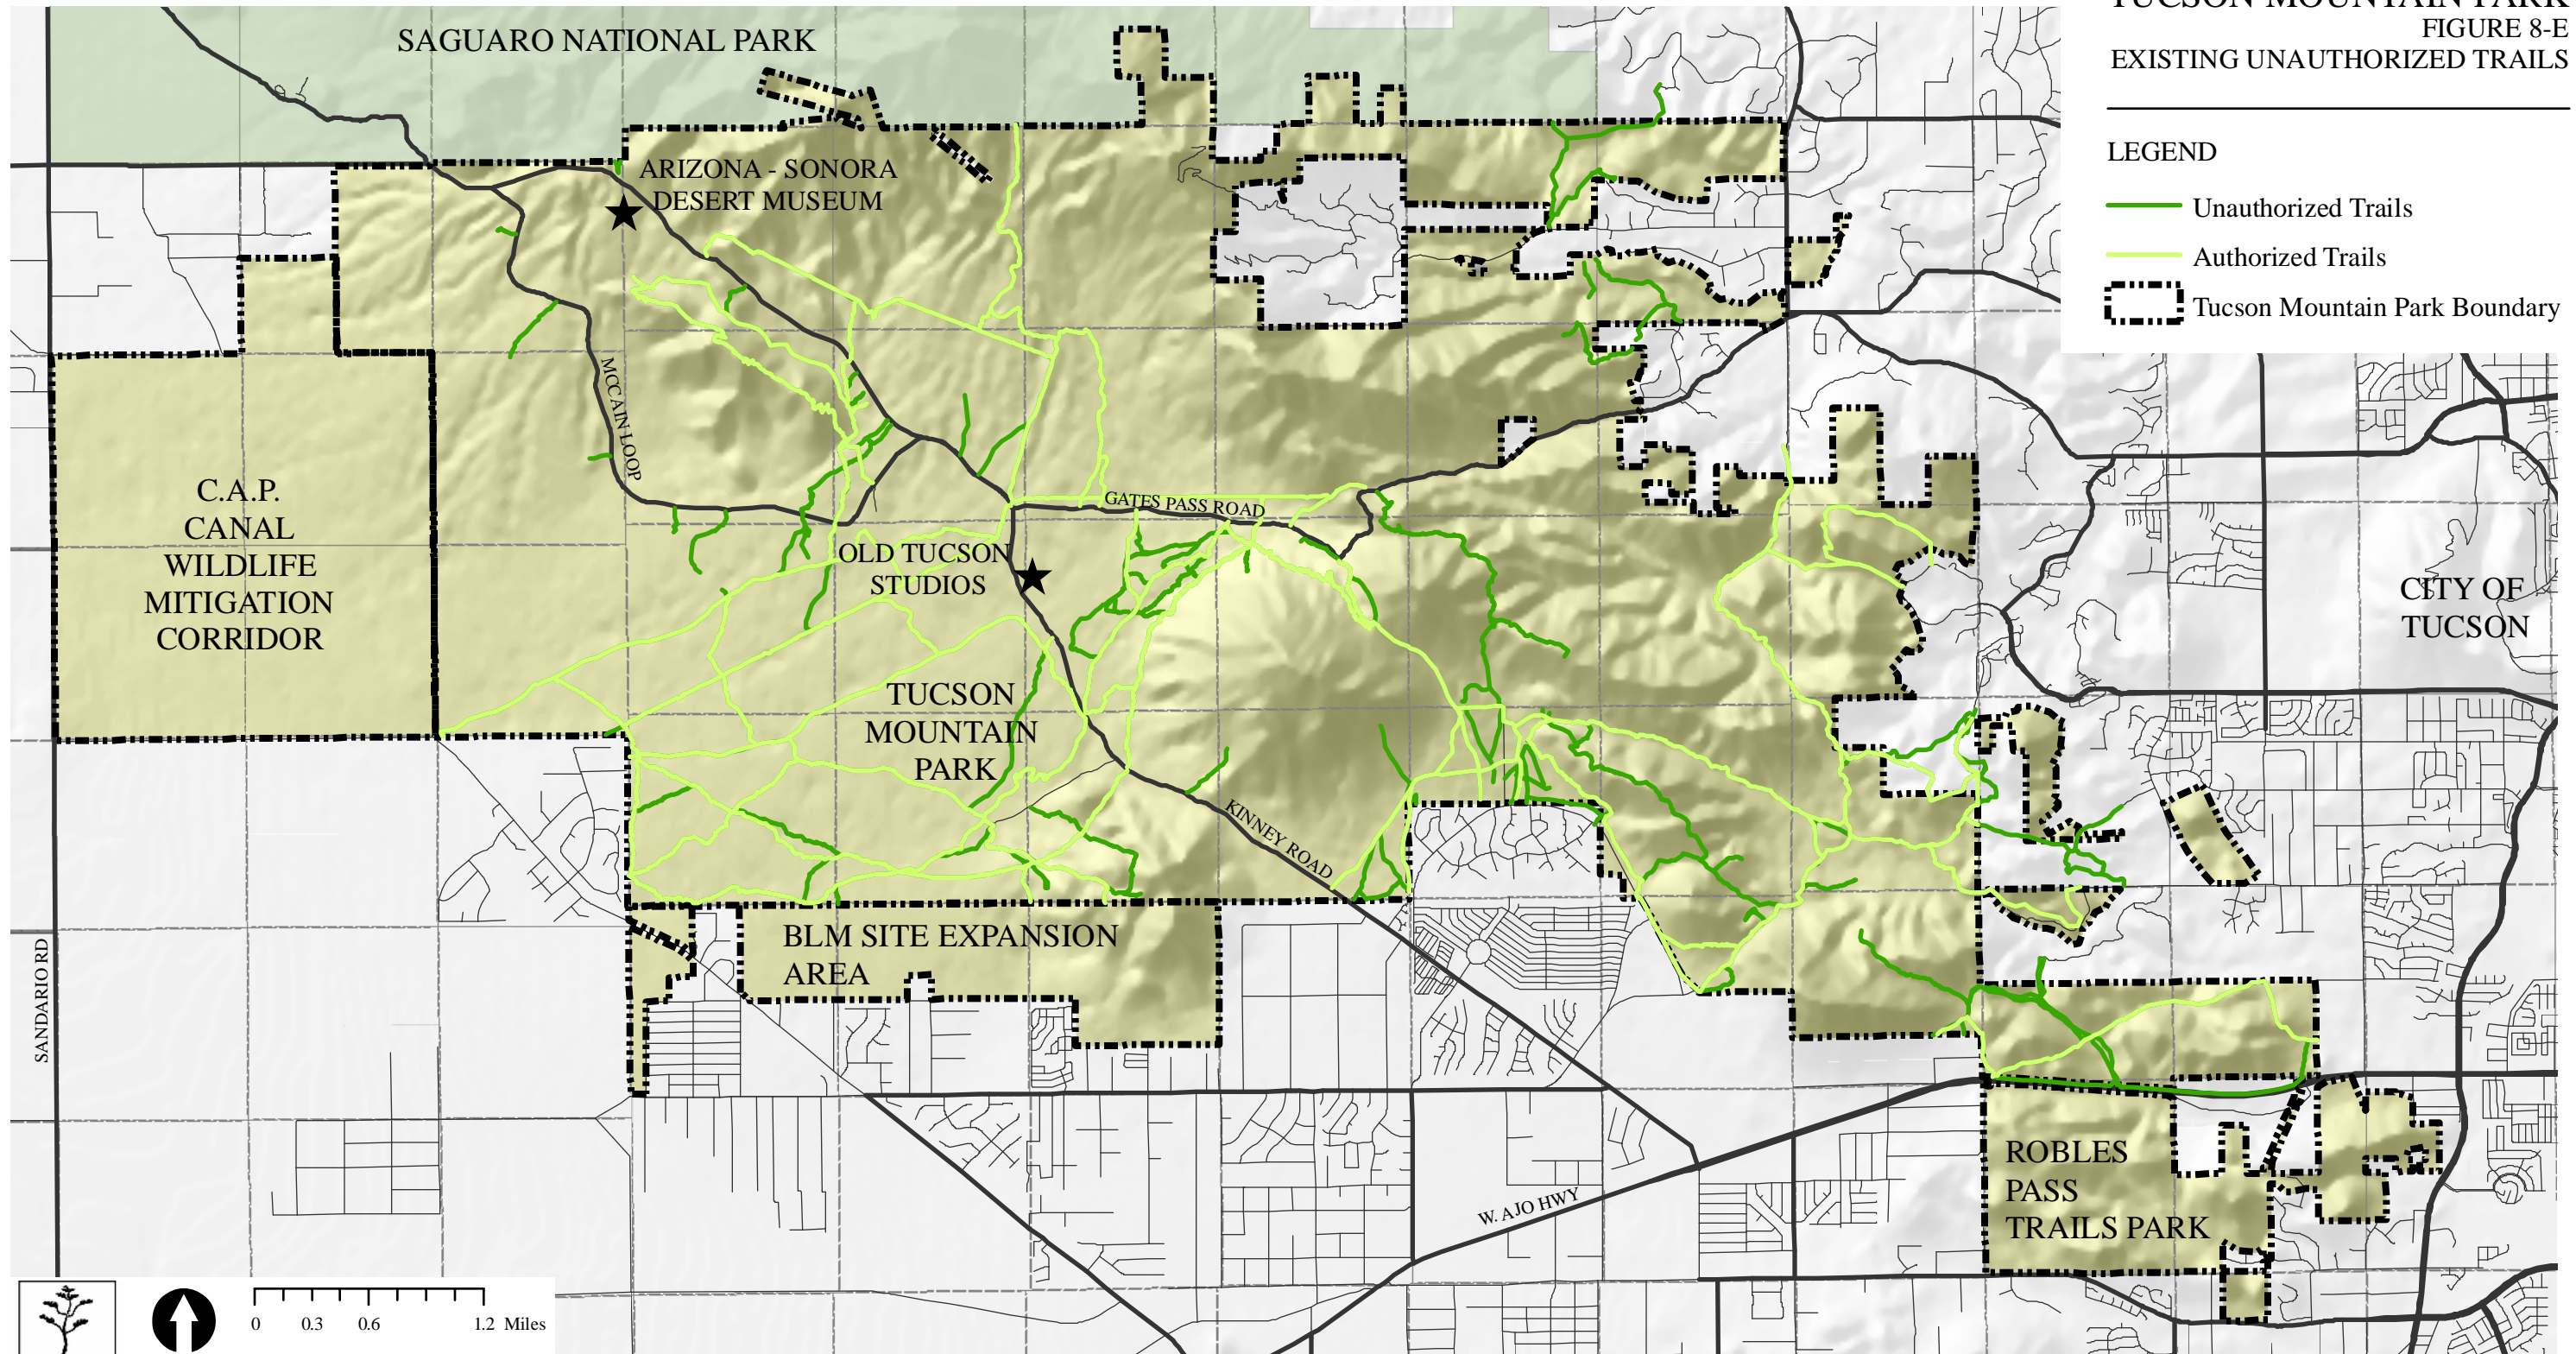 TUCSON MOUNTAIN PARK
FIGURE 8-E
EXISTING UNAUTHORIZED TRAILS
LEGEND
Unauthorized Trails
Authorized Trails
Tucson Mountain Park Boundary
SAGUARO NATIONAL PARK
ARIZONA - SONORA
DESERT MUSEUM
MCCAIN LOOP
C.A.P.
CANAL
WILDLIFE
MITIGATION
CORRIDOR
GATES PASS ROAD
OLD TUCSON
STUDIOS
CITY OF
TUCSON
TUCSON
MOUNTAIN
PARK
KINNEY ROAD
BLM SITE EXPANSION
AREA
SANDARIO RD
W. AJO HWY
ROBLES
PASS
TRAILS PARK
0 0.3 0.6 1.2 Miles